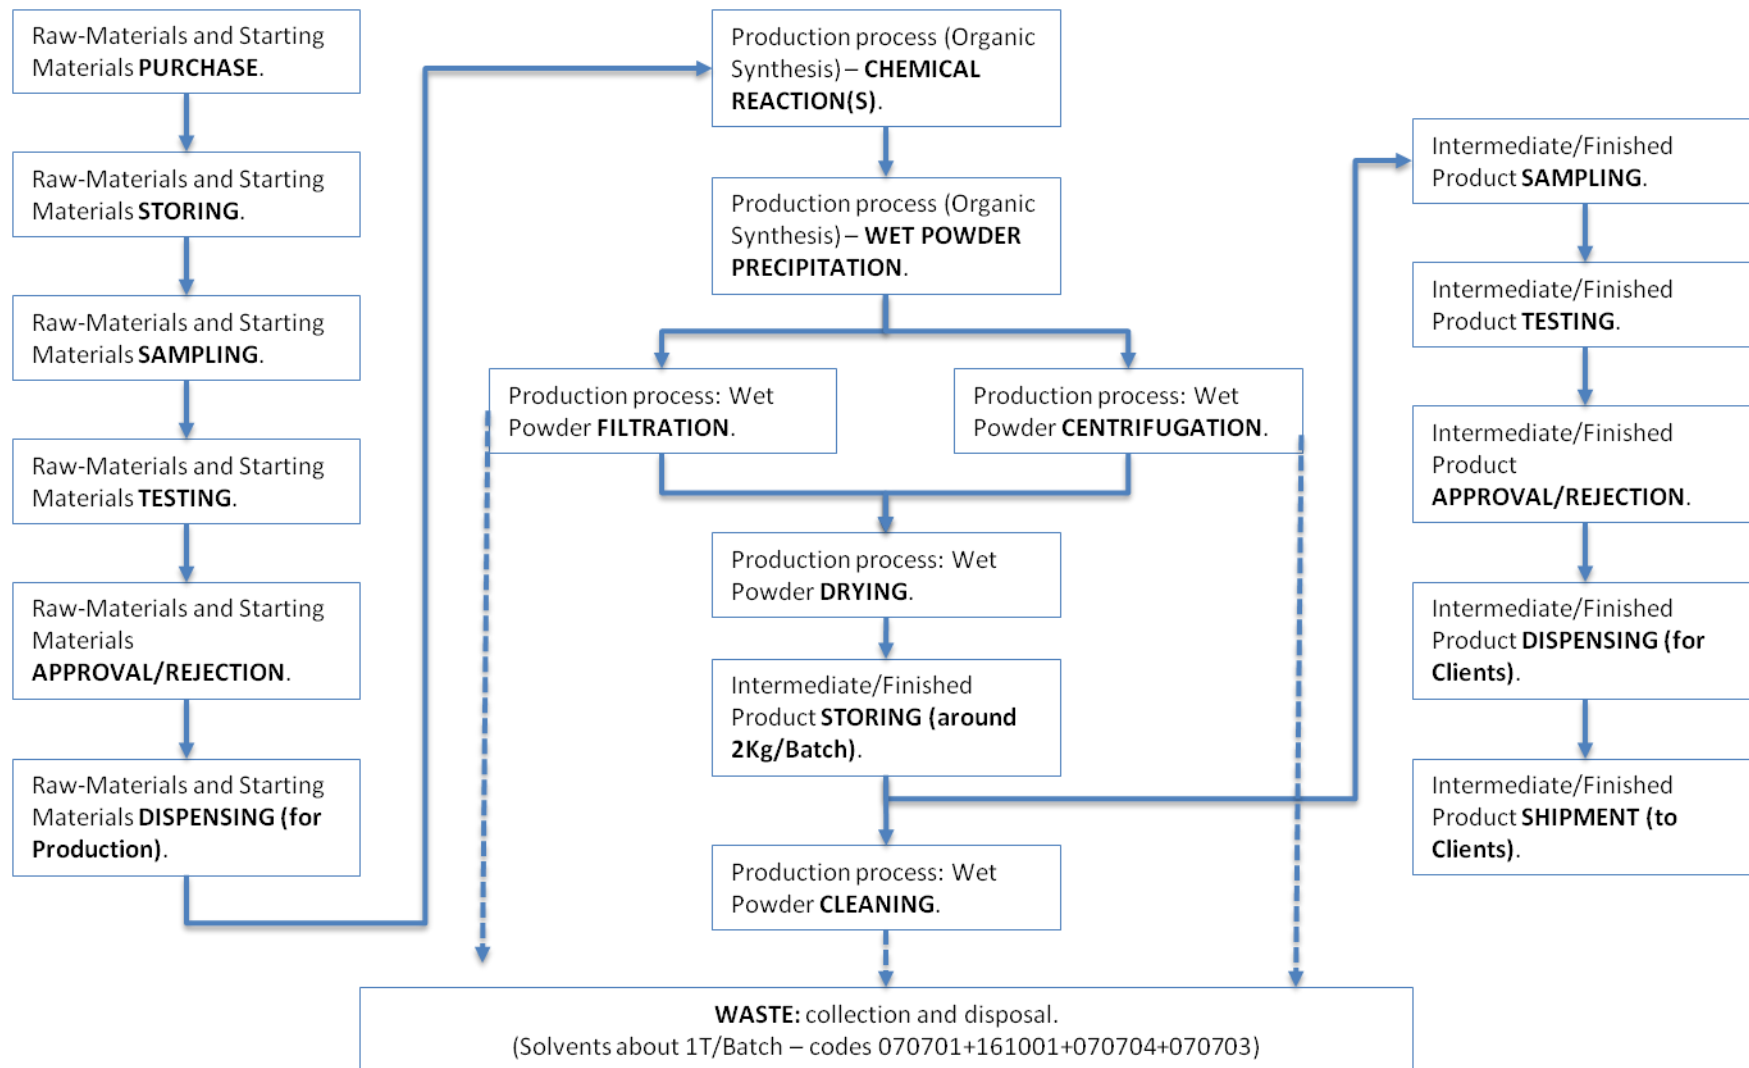 Raw-Materials and Starting
Materials PURCHASE.
Raw-Materials and Starting
Materials STORING.
Raw-Materials and Starting
Materials SAMPLING.
Raw-Materials and Starting
Materials TESTING.
Raw-Materials and Starting
Materials
APPROVAL/REJECTION.
Raw-Materials and Starting
Materials DISPENSING (for
Production).
Production process (Organic
Synthesis) – CHEMICAL
REACTION(S).
Production process (Organic
Synthesis) – WET POWDER
PRECIPITATION.
Production process: Wet
Powder FILTRATION.
Production process: Wet
Powder CENTRIFUGATION.
Production process: Wet
Powder DRYING.
Intermediate/Finished
Product STORING (around
2Kg/Batch).
Production process: Wet
Powder CLEANING.
Intermediate/Finished
Product SAMPLING.
Intermediate/Finished
Product TESTING.
Intermediate/Finished
Product
APPROVAL/REJECTION.
Intermediate/Finished
Product DISPENSING (for
Clients).
Intermediate/Finished
Product SHIPMENT (to
Clients).
WASTE: collection and disposal.
(Solvents about 1T/Batch – codes 070701+161001+070704+070703)